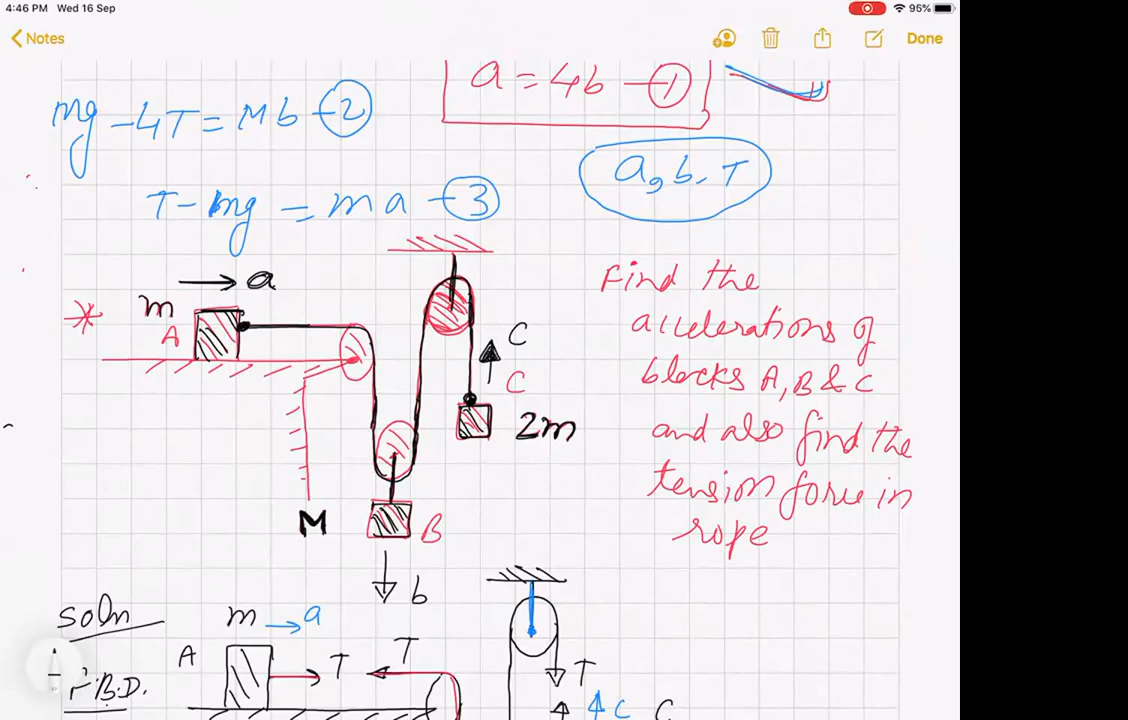 4:46 PM Wed 16 Sep
95%
Notes
Done
a = 4b - 1
mg - 4T = Mb - 2
a, b, T
T - mg = ma - 3
a
m
A
C
C
2m
M
B
b
Find the
accelerations of
blocks A, B & C
and also find the
tension force in
rope
Soln
m → a
A
T
T
F.B.D.
T
C
C